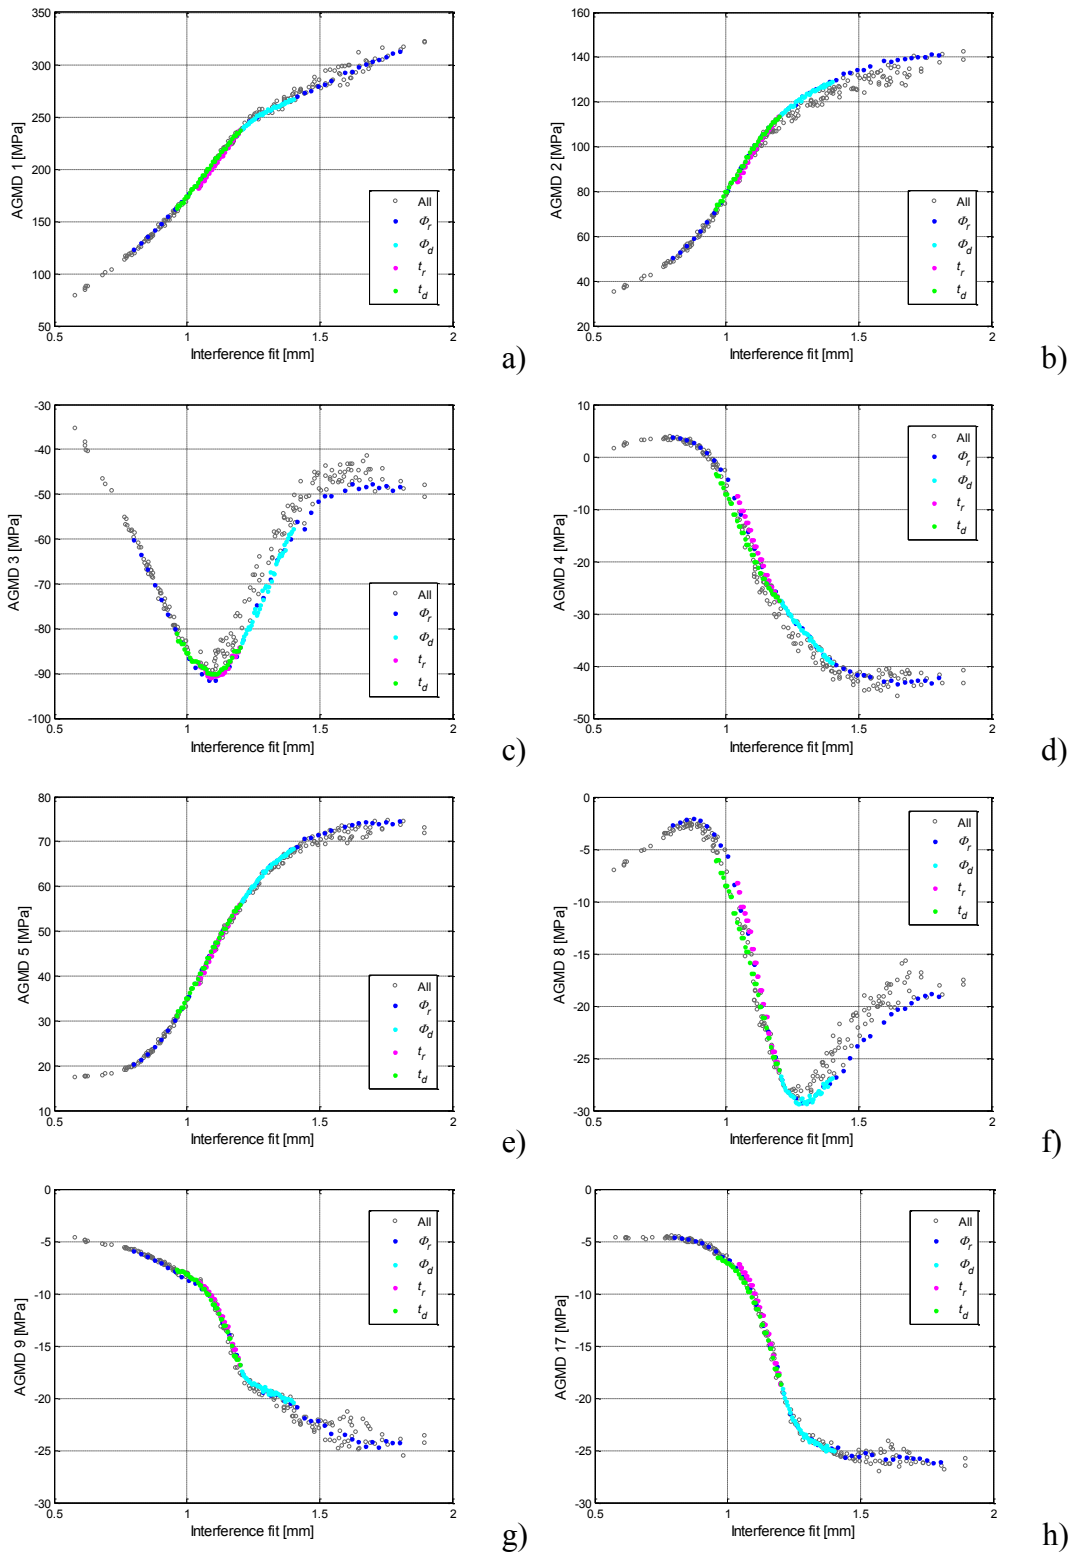 350
300
250
200
150
100
50
0.5 1 1.5 2
AGMD 1 [MPa]
Interference fit [mm]
All
Φr
Φd
tr
td
a)
140
120
100
80
60
40
20
0.5 1 1.5 2
AGMD 2 [MPa]
Interference fit [mm]
All
Φr
Φd
tr
td
b)
-30
-40
-50
-60
-70
-80
-90
-100
0.5 1 1.5 2
AGMD 3 [MPa]
Interference fit [mm]
All
Φr
Φd
tr
td
c)
10
0
-10
-20
-30
-40
-50
0.5 1 1.5 2
AGMD 4 [MPa]
Interference fit [mm]
All
Φr
Φd
tr
td
d)
80
70
60
50
40
30
20
10
0.5 1 1.5 2
AGMD 5 [MPa]
Interference fit [mm]
All
Φr
Φd
tr
td
e)
0
-5
-10
-15
-20
-25
-30
0.5 1 1.5 2
AGMD 8 [MPa]
Interference fit [mm]
All
Φr
Φd
tr
td
f)
0
-5
-10
-15
-20
-25
-30
0.5 1 1.5 2
AGMD 9 [MPa]
Interference fit [mm]
All
Φr
Φd
tr
td
g)
0
-5
-10
-15
-20
-25
-30
0.5 1 1.5 2
AGMD 17 [MPa]
Interference fit [mm]
All
Φr
Φd
tr
td
h)